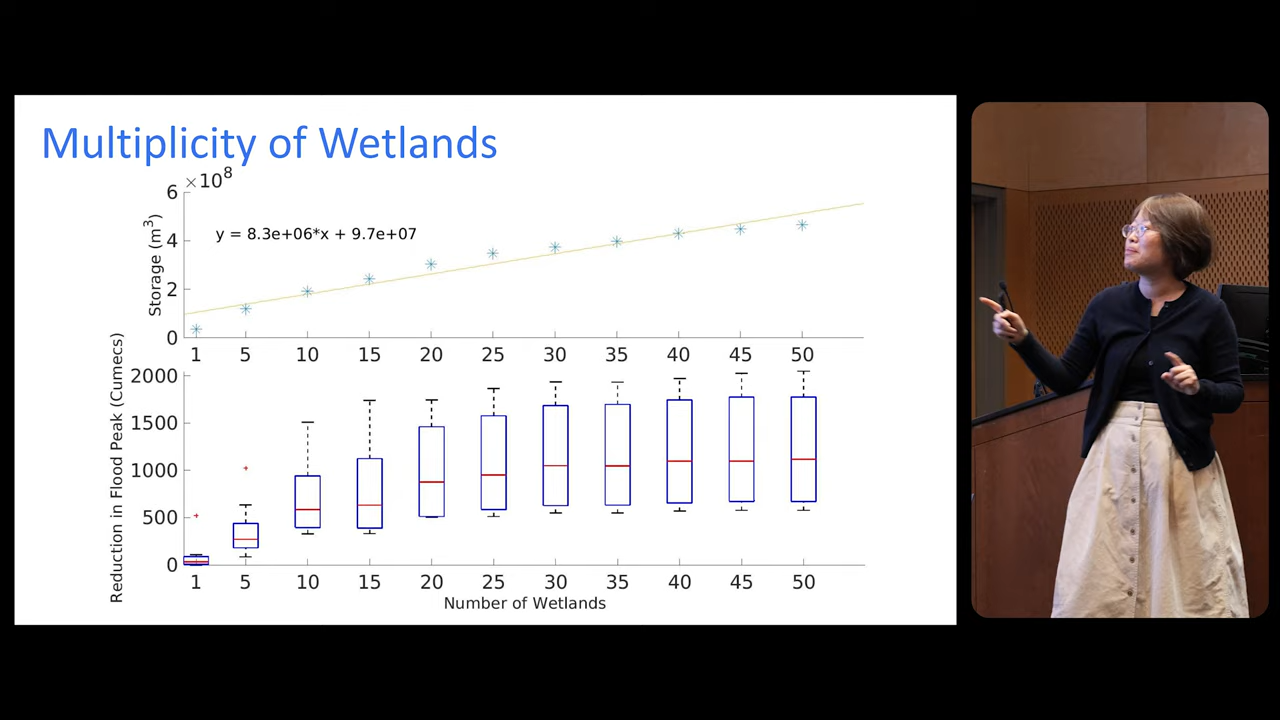 Multiplicity of Wetlands
×10⁸
6
4
2
0
Storage (m³)
y = 8.3e+06*x + 9.7e+07
1 5 10 15 20 25 30 35 40 45 50
2000
1500
1000
500
0
Reduction in Flood Peak (Cumecs)
1 5 10 15 20 25 30 35 40 45 50
Number of Wetlands